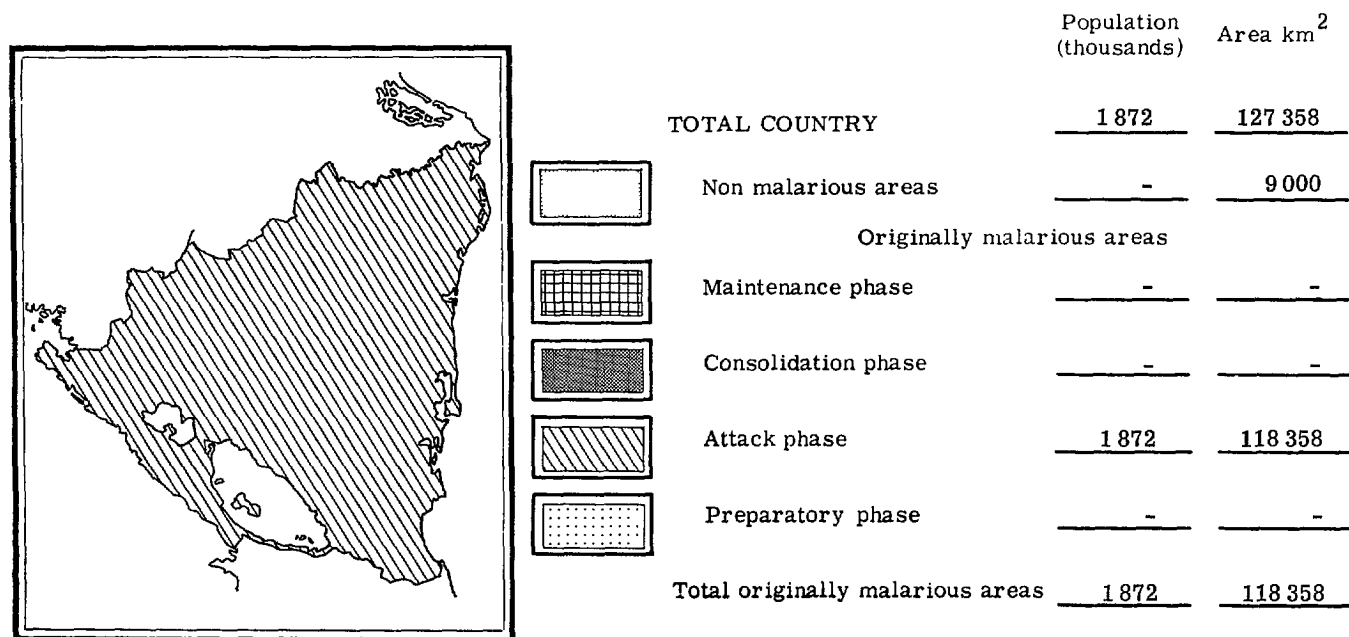 Population Area km²
(thousands)
TOTAL COUNTRY 1 872 127 358
Non malarious areas - 9 000
Originally malarious areas
Maintenance phase - -
Consolidation phase - -
Attack phase 1 872 118 358
Preparatory phase - -
Total originally malarious areas 1 872 118 358